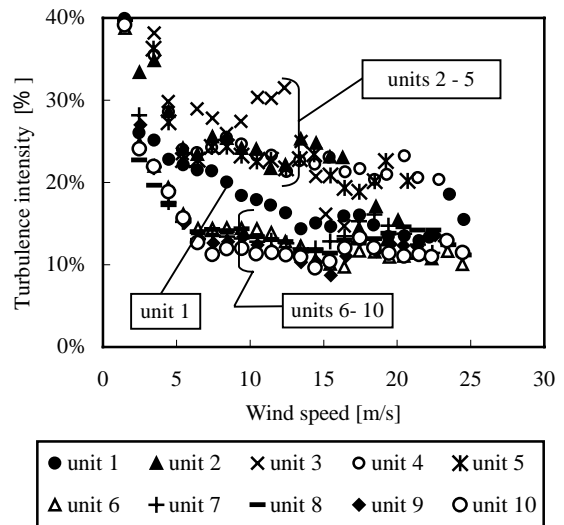 40%
30%
20%
10%
0%
Turbulence intensity [%]
units 2 - 5
unit 1
units 6- 10
0 5 10 15 20 25 30
Wind speed [m/s]
unit 1 unit 2 unit 3 unit 4 unit 5
unit 6 unit 7 unit 8 unit 9 unit 10